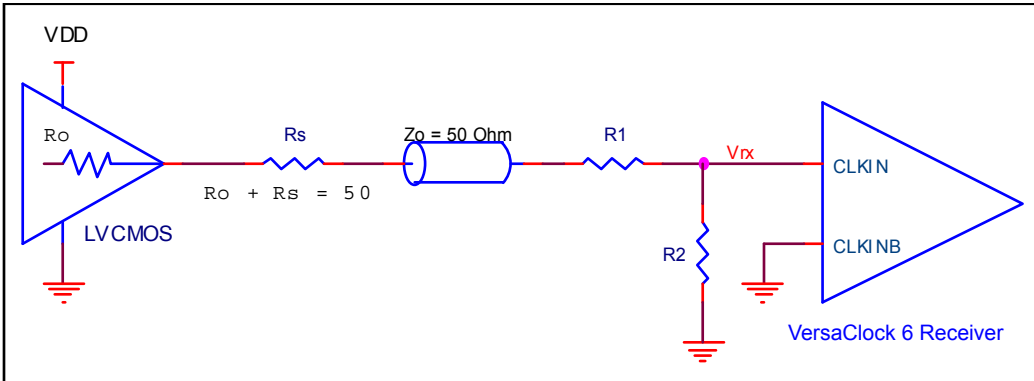 VDD
Ro
Rs
Zo = 50 Ohm
R1
Vrx
CLKIN
Ro + Rs = 50
LVCMOS
R2
CLKINB
VersaClock 6 Receiver